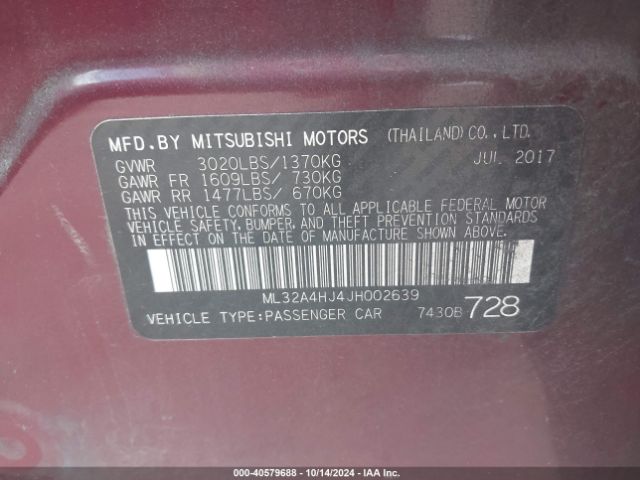 MFD.BY MITSUBISHI MOTORS (THAILAND)CO.,LTD.
GVWR 3020LBS/1370KG JUL 2017
GAWR FR 1609LBS/ 730KG
GAWR RR 1477LBS/ 670KG
THIS VEHICLE CONFORMS TO ALL APPLICABLE FEDERAL MOTOR
VEHICLE SAFETY, BUMPER, AND THEFT PREVENTION STANDARDS
IN EFFECT ON THE DATE OF MANUFACTURE SHOWN ABOVE.
ML32A4HJ4JH002639
VEHICLE TYPE:PASSENGER CAR 7430B 728
000-40579688 - 10/14/2024 - IAA Inc.